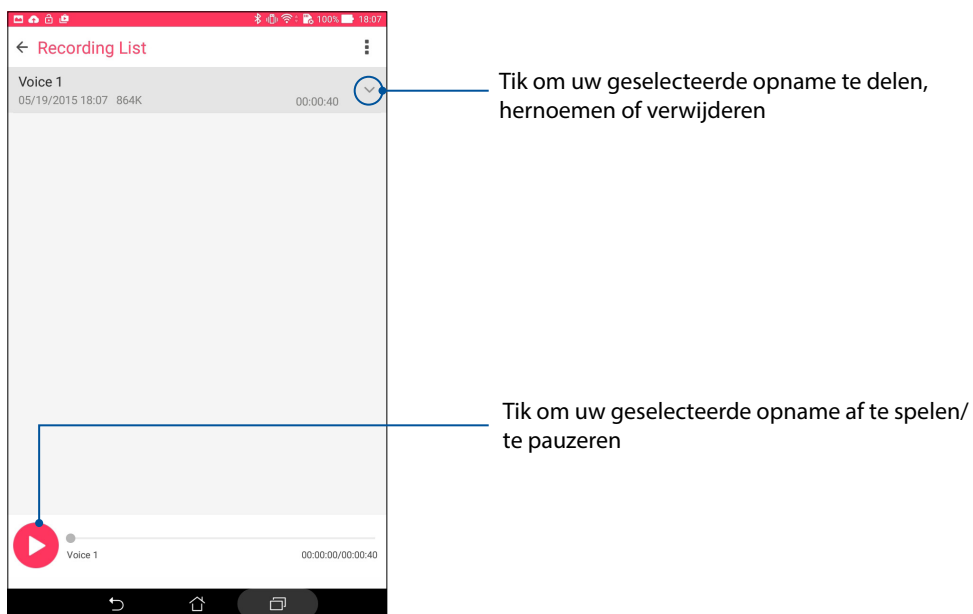 100% 18:07
Recording List
Voice 1
05/19/2015 18:07 864K 00:00:40
Tik om uw geselecteerde opname te delen,
hernoemen of verwijderen
Tik om uw geselecteerde opname af te spelen/
te pauzeren
Voice 1 00:00:00/00:00:40